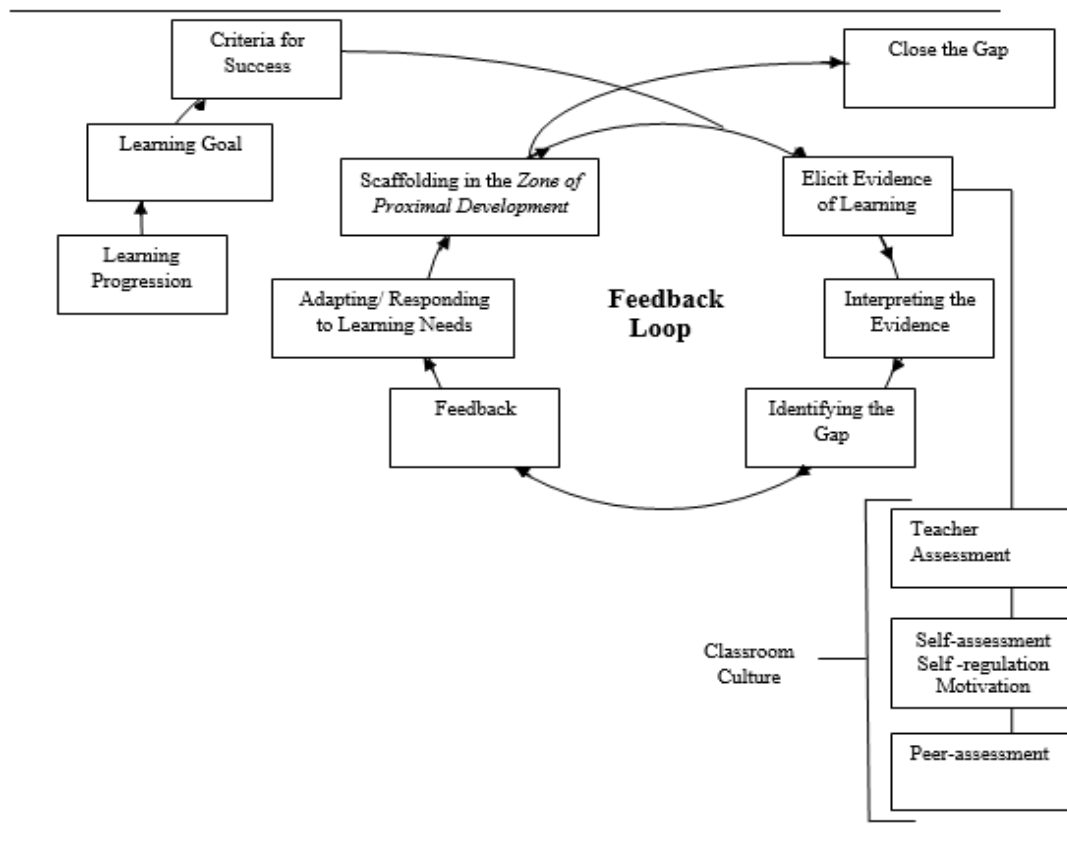 Criteria for
Success
Close the Gap
Learning Goal
Scaffolding in the Zone of
Proximal Development
Elicit Evidence
of Learning
Learning
Progression
Adapting/ Responding
to Learning Needs
Feedback
Loop
Interpreting the
Evidence
Feedback
Identifying the
Gap
Teacher
Assessment
Classroom
Culture
Self-assessment
Self -regulation
Motivation
Peer-assessment